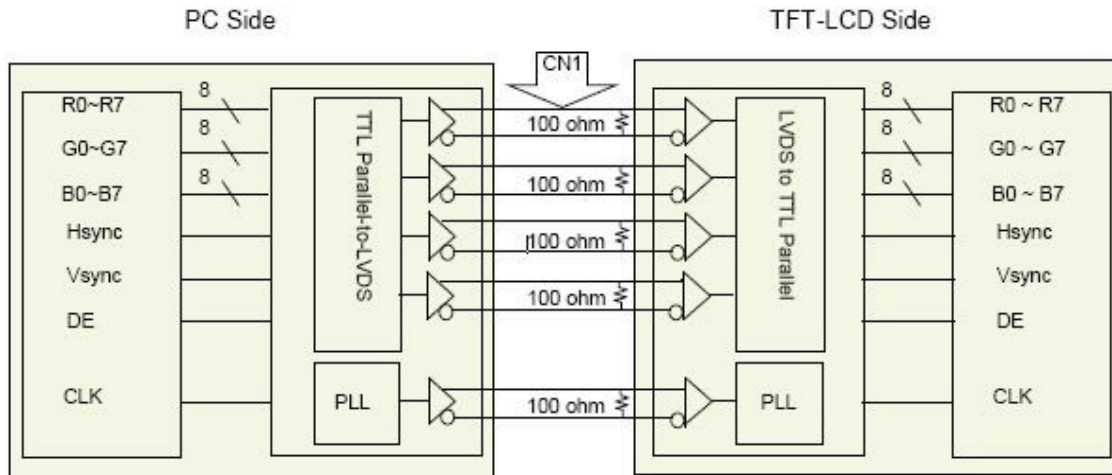 PC Side
TFT-LCD Side
CN1
R0~R7
8
G0~G7
8
B0~B7
8
Hsync
Vsync
DE
CLK
TTL Parallel-to-LVDS
PLL
100 ohm
100 ohm
100 ohm
100 ohm
100 ohm
LVDS to TTL Parallel
PLL
8
R0 ~ R7
8
G0 ~ G7
8
B0 ~ B7
Hsync
Vsync
DE
CLK